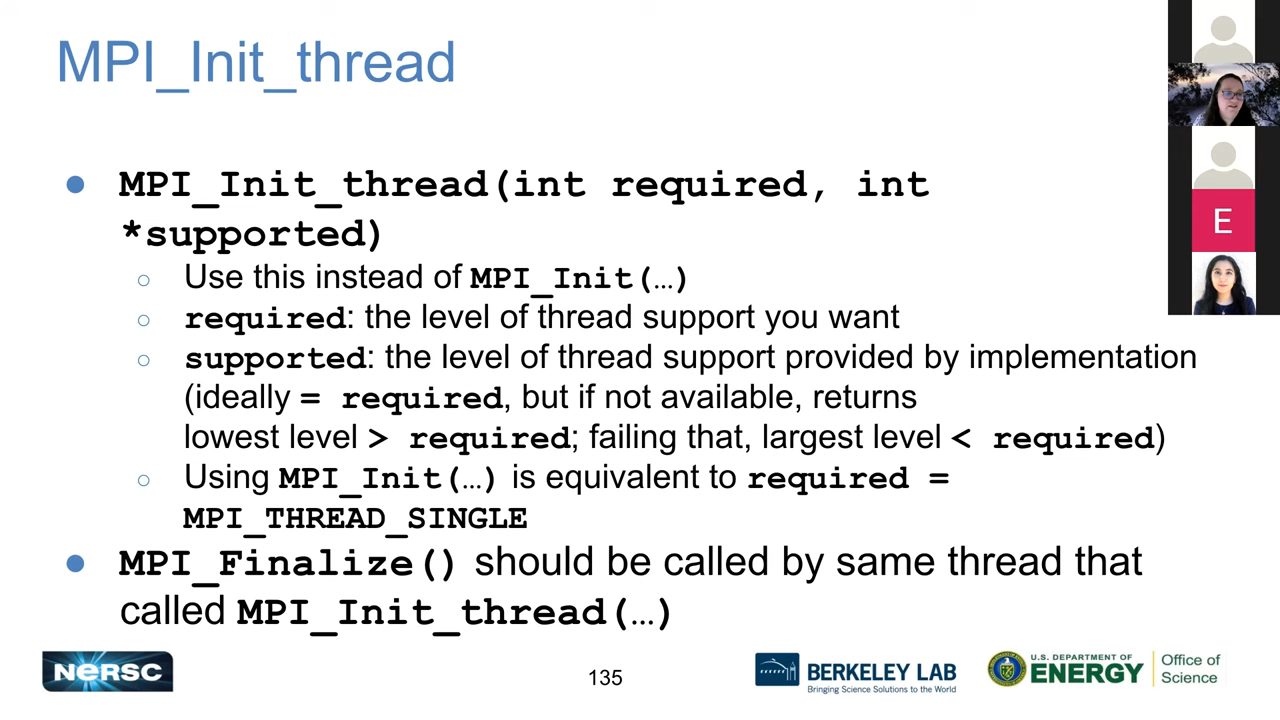 MPI_Init_thread
● MPI_Init_thread(int required, int
*supported)
○ Use this instead of MPI_Init(…)
○ required: the level of thread support you want
○ supported: the level of thread support provided by implementation
(ideally = required, but if not available, returns
lowest level > required; failing that, largest level < required)
○ Using MPI_Init(…) is equivalent to required =
MPI_THREAD_SINGLE
● MPI_Finalize() should be called by same thread that
called MPI_Init_thread(…)
E
NERSC
135
BERKELEY LAB
Bringing Science Solutions to the World
U.S. DEPARTMENT OF
ENERGY
Office of
Science